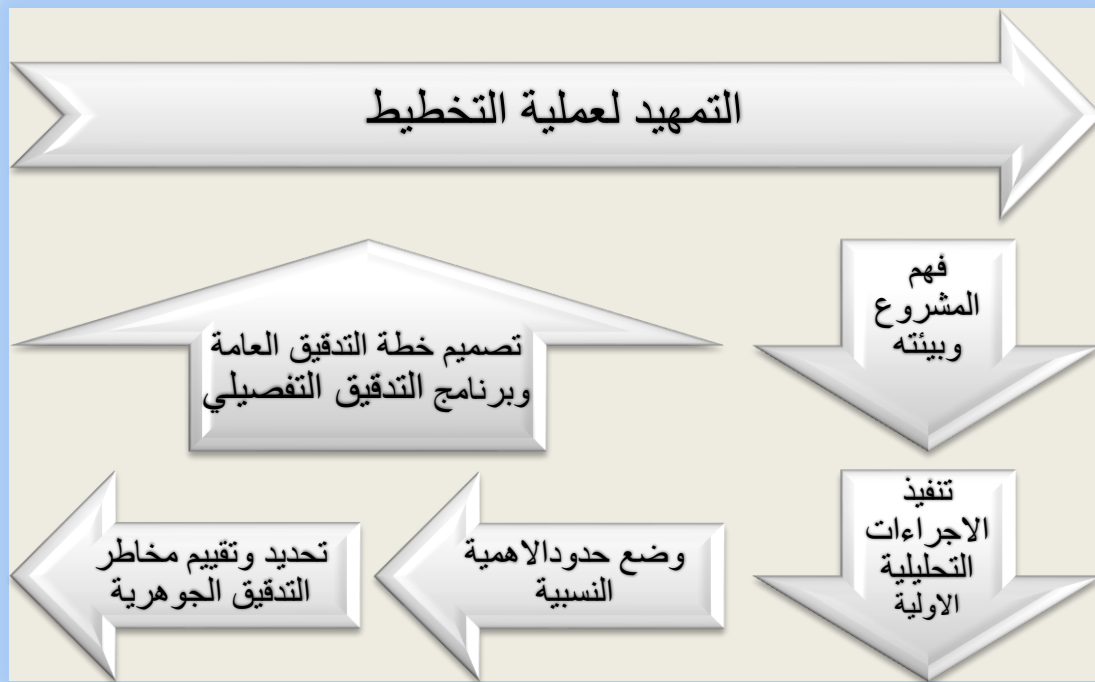 التمهيد لعملية التخطيط
فهم
المشروع
وبيئته
تنفيذ
الاجراءات
التحليلية
الاولية
وضع حدودالاهمية
النسبية
تحديد وتقييم مخاطر
التدقيق الجوهرية
تصميم خطة التدقيق العامة
وبرنامج التدقيق التفصيلي